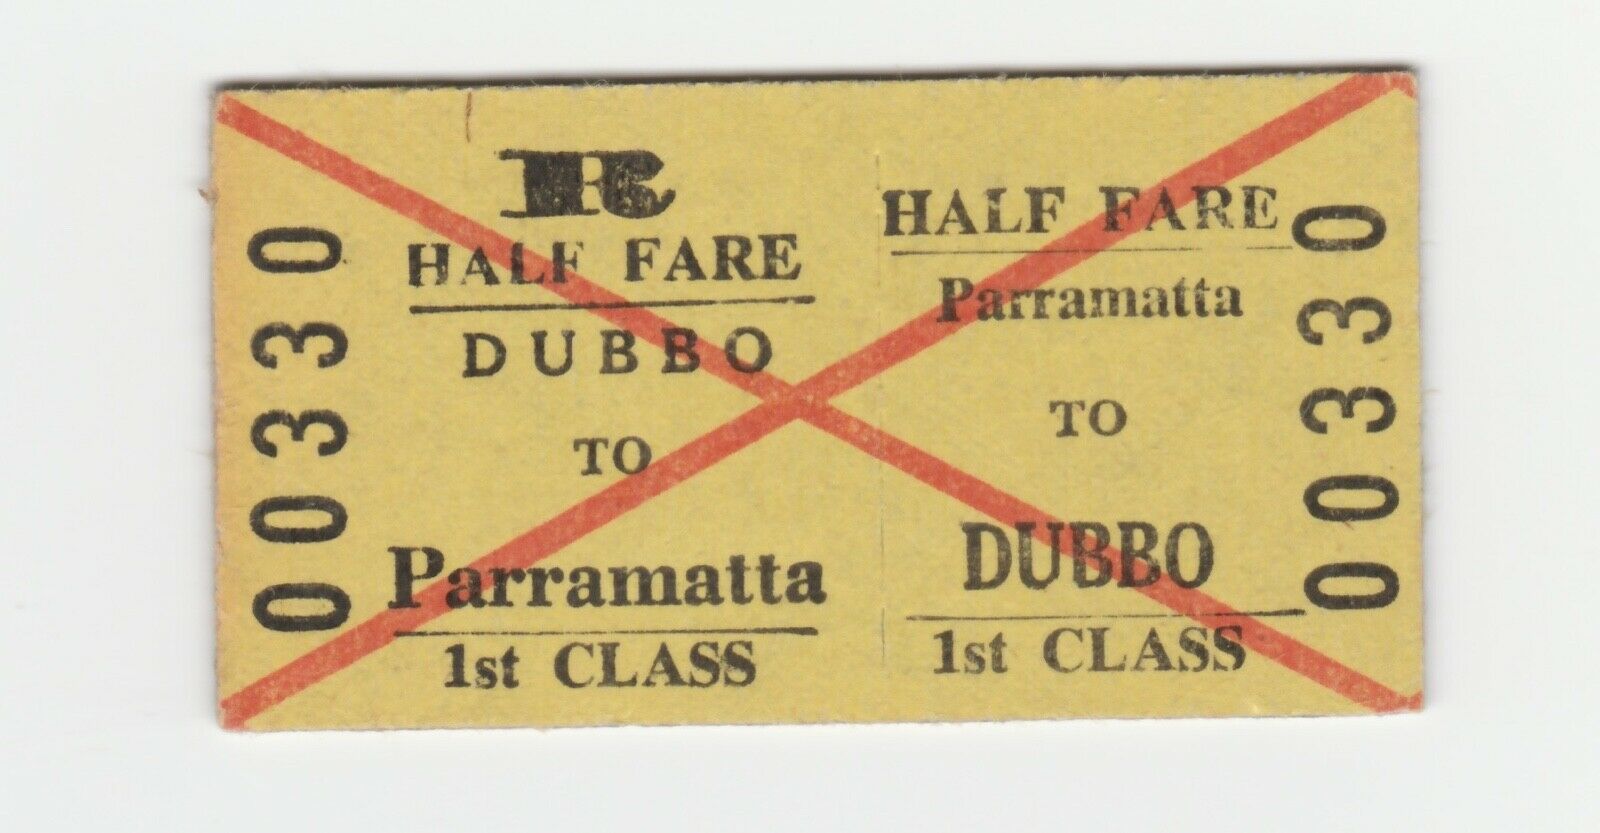 00330
R
HALF FARE
DUBBO
TO
Parramatta
1st CLASS
HALF FARE
Parramatta
TO
DUBBO
1st CLASS
00330